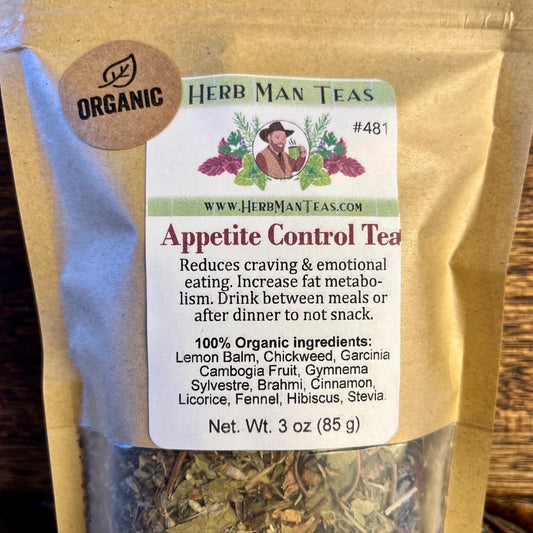 ORGANIC
HERB MAN TEAS
#481
WWW.HERBMANTEAS.COM
Appetite Control Tea
Reduces craving & emotional
eating. Increase fat metabo-
lism. Drink between meals or
after dinner to not snack.
100% Organic ingredients:
Lemon Balm, Chickweed, Garcinia
Cambogia Fruit, Gymnema
Sylvestre, Brahmi, Cinnamon,
Licorice, Fennel, Hibiscus, Stevia.
Net. Wt. 3 oz (85 g)